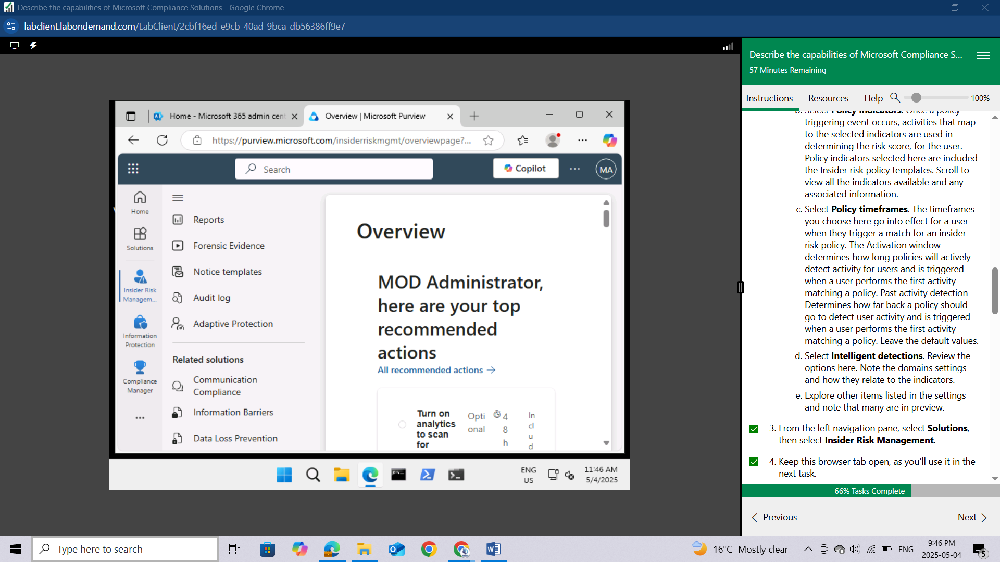 Describe the capabilities of Microsoft Compliance Solutions - Google Chrome
labclient.labondemand.com/LabClient/2cbf16ed-e9cb-40ad-9bca-db56386ff9e7
Home - Microsoft 365 admin cent
Overview | Microsoft Purview
https://purview.microsoft.com/insiderriskmgmt/overviewpage?...
Search
Copilot
MA
Home
Solutions
Insider Risk
Managem...
Information
Protection
Compliance
Manager
Reports
Forensic Evidence
Notice templates
Audit log
Adaptive Protection
Related solutions
Communication
Compliance
Information Barriers
Data Loss Prevention
Overview
MOD Administrator,
here are your top
recommended
actions
All recommended actions
Turn on
analytics
to scan
for
Opti
onal
4
8
h
In
cl
u
d
ENG
US
11:46 AM
5/4/2025
Describe the capabilities of Microsoft Compliance S...
57 Minutes Remaining
Instructions
Resources
Help
100%
b. Select Policy indicators. Once a policy
triggering event occurs, activities that map
to the selected indicators are used in
determining the risk score, for the user.
Policy indicators selected here are included
the Insider risk policy templates. Scroll to
view all the indicators available and any
associated information.
c. Select Policy timeframes. The timeframes
you choose here go into effect for a user
when they trigger a match for an insider
risk policy. The Activation window
determines how long policies will actively
detect activity for users and is triggered
when a user performs the first activity
matching a policy. Past activity detection
Determines how far back a policy should
go to detect user activity and is triggered
when a user performs the first activity
matching a policy. Leave the default values.
d. Select Intelligent detections. Review the
options here. Note the domains settings
and how they relate to the indicators.
e. Explore other items listed in the settings
and note that many are in preview.
3. From the left navigation pane, select Solutions,
then select Insider Risk Management.
4. Keep this browser tab open, as you'll use it in the
next task.
66% Tasks Complete
Previous
Next
Type here to search
16°C Mostly clear
ENG
9:46 PM
2025-05-04
5